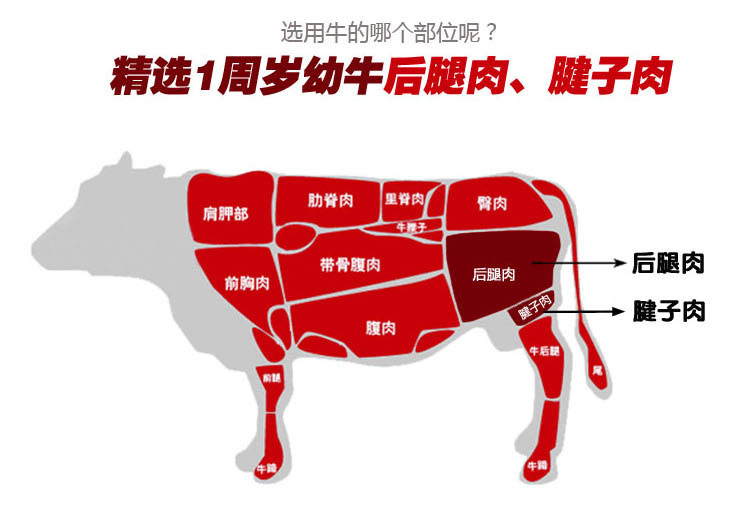 选用牛的哪个部位呢？
精选1周岁幼牛后腿肉、腱子肉
肩胛部
肋脊肉
里脊肉
臀肉
牛腱子
前胸肉
带骨腹肉
后腿肉
后腿肉
腱子肉
腱子肉
腹肉
牛后腿
前腿
尾
牛蹄
牛蹄